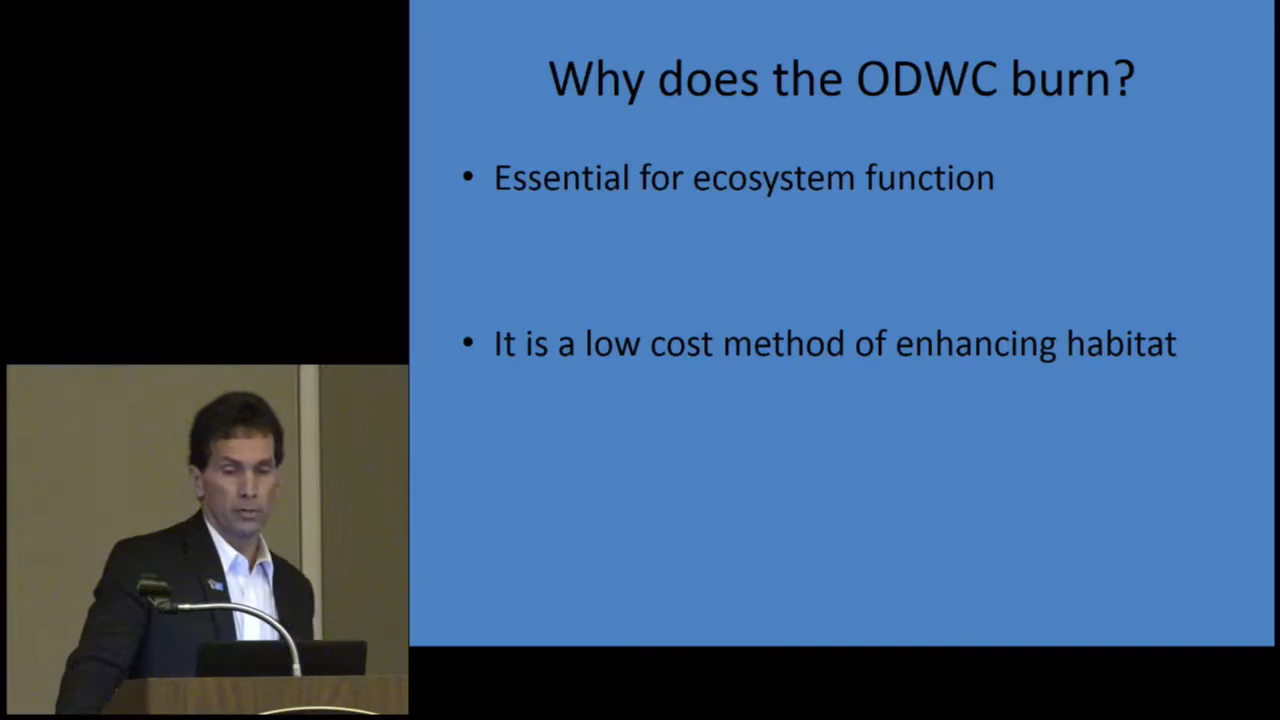 Why does the ODWC burn?
• Essential for ecosystem function
• It is a low cost method of enhancing habitat